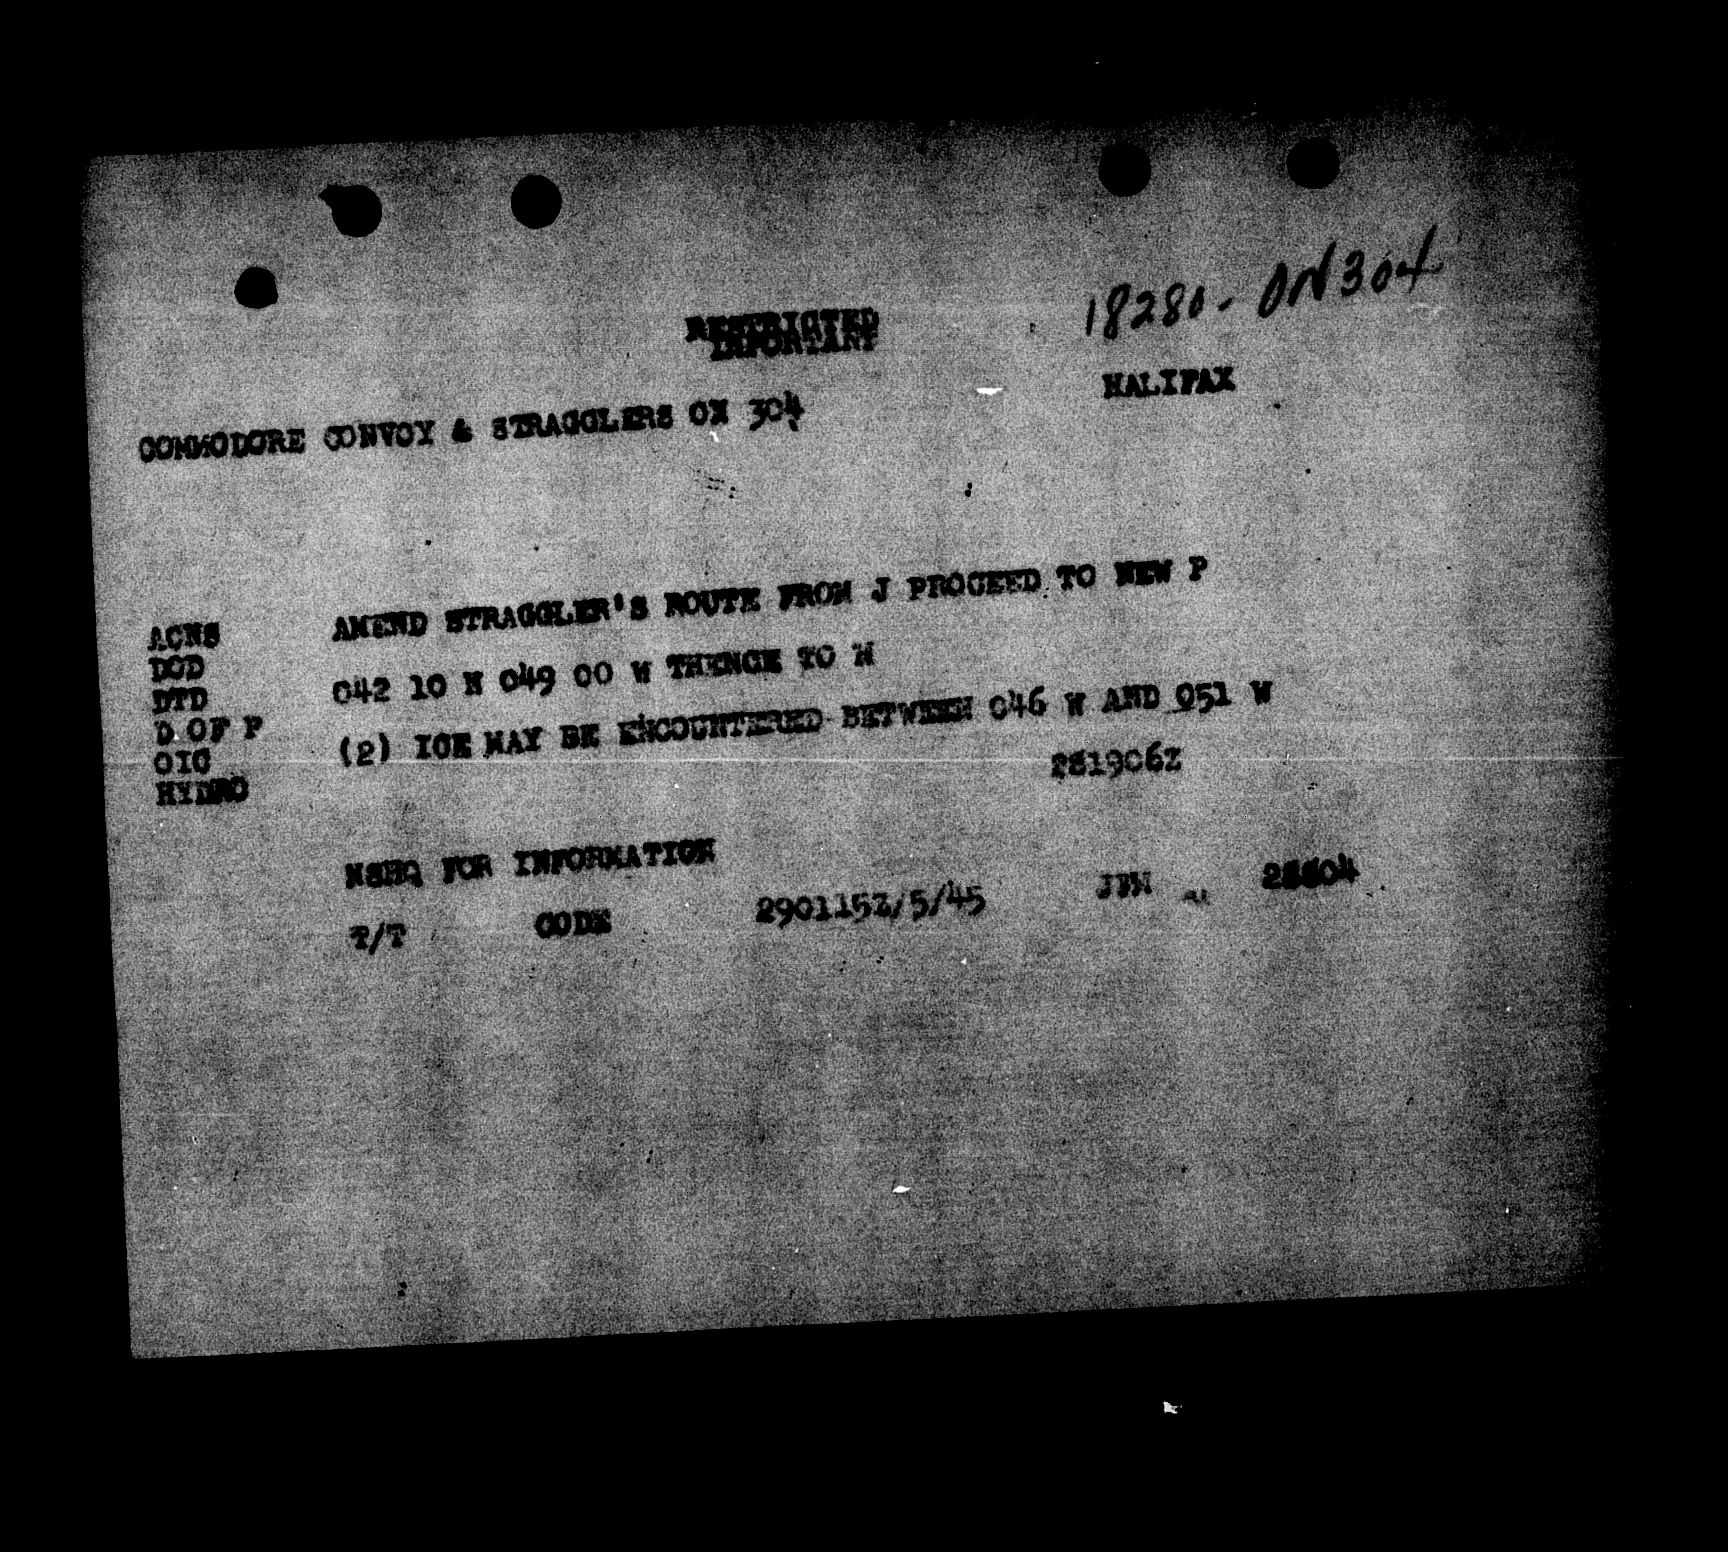 18280 - ON304
RESTRICTED
IMPORTANT
HALIFAX
COMMODORE CONVOY & STRAGGLERS ON 304
ACNS
DOD
DTD
D OF P
OIC
HYDRO
AMEND STRAGGLER'S ROUTE FROM J PROCEED TO NEW P
042 10 N 049 00 W THENCE TO W
(2) ICE MAY BE ENCOUNTERED BETWEEN 046 W AND 051 W
281906Z
NSHQ FOR INFORMATION
T/T CODE 290115Z/5/45